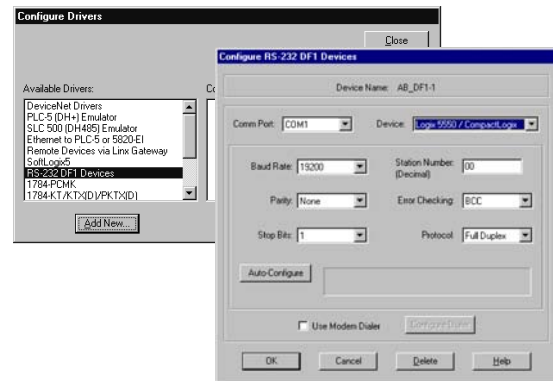 Configure Drivers
Close
Available Drivers:
DeviceNet Drivers
PLC-5 (DH+) Emulator
SLC 500 (DH485) Emulator
Ethernet to PLC-5 or 5820-EI
Remote Devices via Linx Gateway
SoftLogix5
RS-232 DF1 Devices
1784-PCMK
1784-KT/KTX(D)/PKTX(D)
Add New...
Configure RS-232 DF1 Devices
Device Name: AB_DF1-1
Comm Port: COM1 Device: Logix 5550 / CompactLogix
Baud Rate: 19200 Station Number: 00
(Decimal)
Parity: None Error Checking: BCC
Stop Bits: 1 Protocol: Full Duplex
Auto-Configure
Use Modem Dialer Configure Dialer
OK Cancel Delete Help